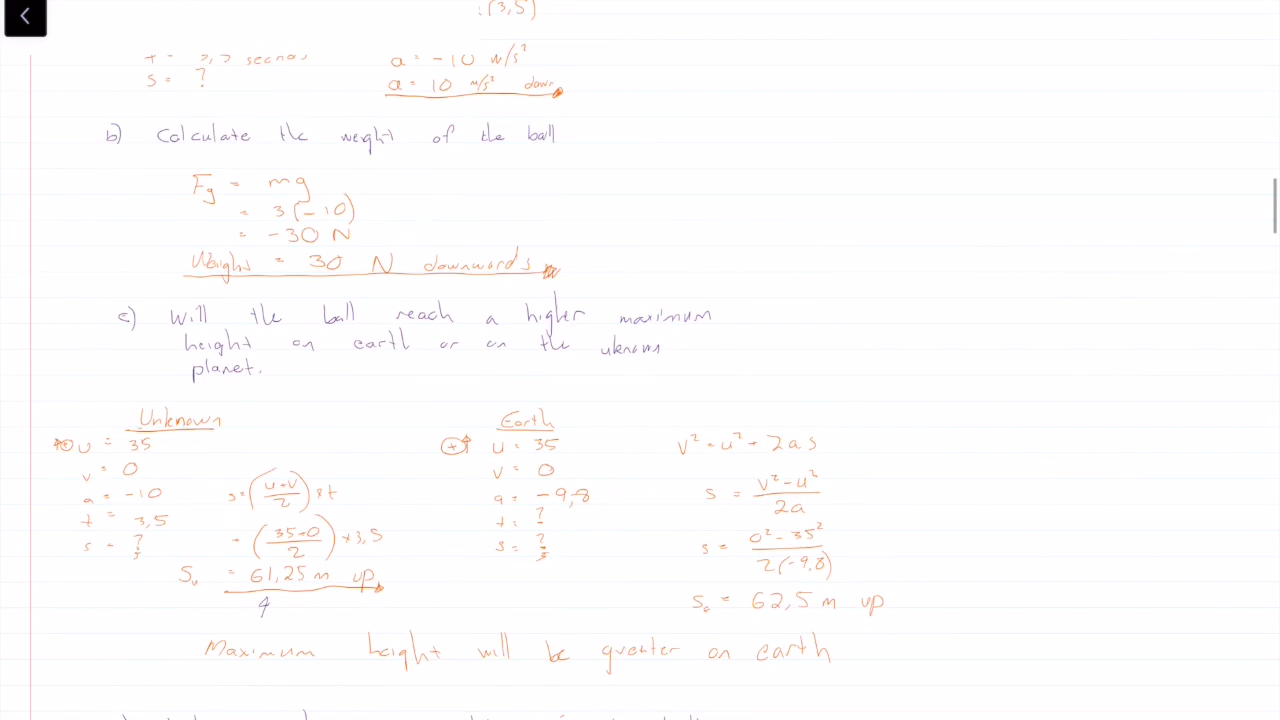 (3,5)
s = ?
a = -10 m/s²
a = 10 m/s² down
b) Calculate the weight of the ball
Fg = mg
= 3(-10)
= -30 N
Weight = 30 N downwards
c) Will the ball reach a higher maximum
height on earth or on the uknown
planet.
Unknown
u = 35
v = 0
a = -10
t = 3,5
s = ?
s = (u+v/2) × t
= (35+0/2) × 3,5
Su = 61,25 m up
Earth
u = 35
v = 0
a = -9,8
t = ?
s = ?
v² = u² + 2as
s = v² - u² / 2a
s = 0² - 35² / 2(-9,8)
Se = 62,5 m up
Maximum height will be greater on earth